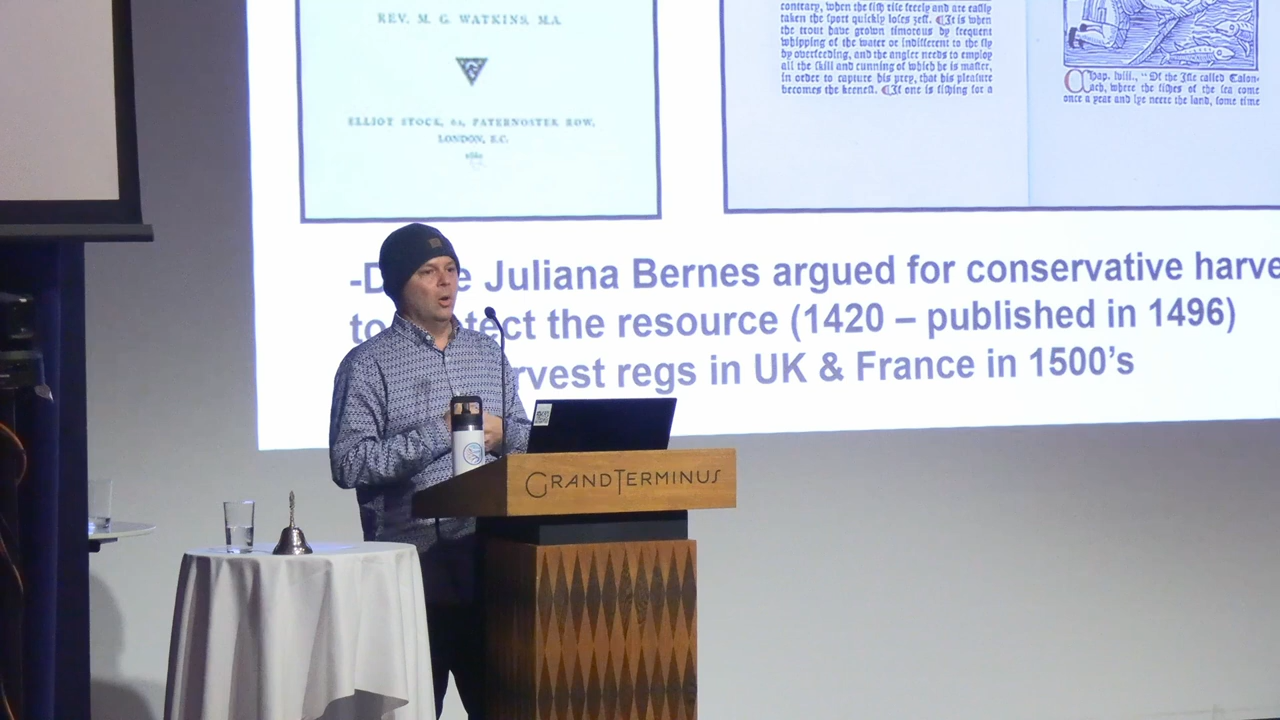 REV. M. G. WATKINS, M.A.
ELLIOT STOCK, 62, PATERNOSTER ROW,
LONDON, E.C.
contrary, when the fish rise freely and are easily
taken the sport quickly loses zest. ¶It is when
the trout have grown timorous by frequent
whipping of the water or indifferent to the fly
by overfeeding, and the angler needs to employ
all the skill and cunning of which he is master,
in order to capture his prey, that his pleasure
becomes the keenest. ¶If one is fishing for a
Chap. lviii., "Of the Isle called
where the fishes of the sea come
once a year and lye neere the land, some time
-D e Juliana Bernes argued for conservative harve
to tect the resource (1420 – published in 1496)
rvest regs in UK & France in 1500's
GRANDTERMINUS